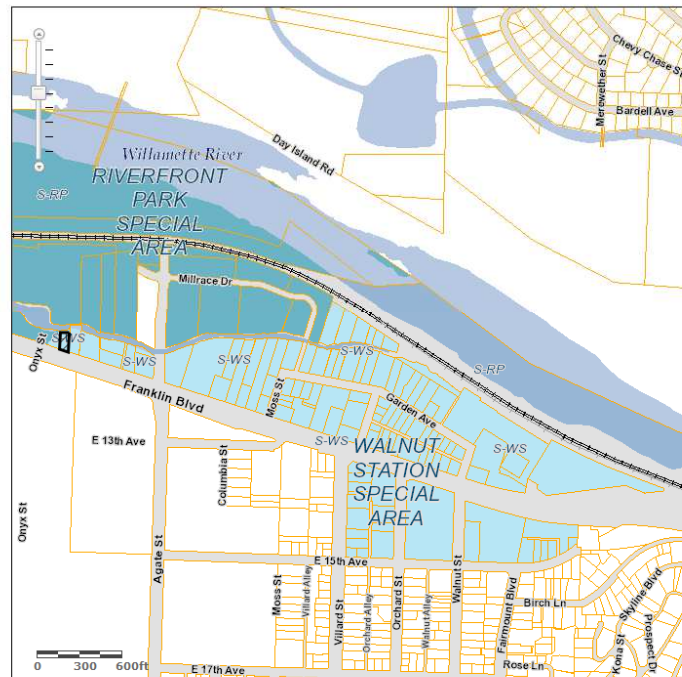 Chevy Chase St
Merewether St
Bardell Ave
Day Island Rd
Willamette River
RIVERFRONT
PARK
SPECIAL
AREA
S-RP
Millrace Dr
Onyx St
S-WS
S-WS
S-WS
S-WS
S-RP
Franklin Blvd
Moss St
Garden Ave
E 13th Ave
S-WS
WALNUT
STATION
SPECIAL
AREA
S-WS
Columbia St
Onyx St
Agate St
E 15th Ave
Moss St
Villard Alley
Villard St
Orchard Alley
Orchard St
Walnut Alley
Walnut St
Fairmount Blvd
Birch Ln
Skyline Blvd
Kona St
Prospect Dr
Rose Ln
E 17th Ave
0 300 600ft